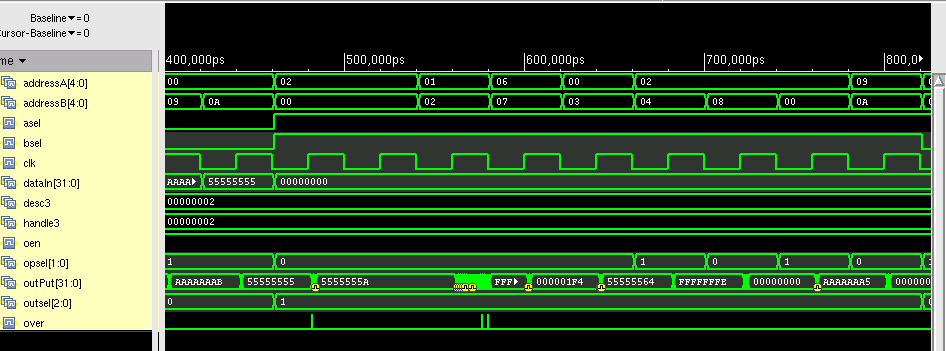 Baseline▼= 0
Cursor-Baseline▼= 0
me ▼
400,000ps 500,000ps 600,000ps 700,000ps 800,0
addressA[4:0] 00 02 01 06 00 02 09
addressB[4:0] 09 0A 00 02 07 03 04 08 00 0A
asel
bsel
clk
dataIn[31:0] AAAA 55555555 00000000
desc3 00000002
handle3 00000002
oen
opsel[1:0] 1 0 1 0 1 0
outPut[31:0] AAAAAAAB 55555555 5555555A FFF 000001F4 55555564 FFFFFFFE 00000000 AAAAAAA5 000000
outsel[2:0] 0 1
over